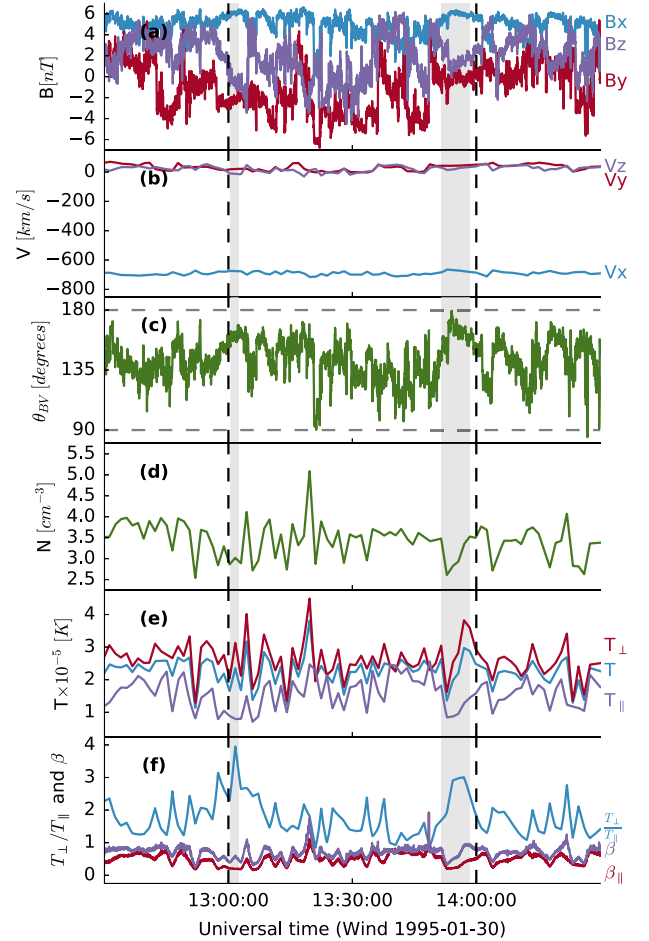 6
4
2
0
−2
−4
−6
B[nT]
(a)
Bx
Bz
By
0
−200
−400
−600
−800
V [km/s]
(b)
Vz
Vy
Vx
180
135
90
θ_BV [degrees]
(c)
5.5
5.0
4.5
4.0
3.5
3.0
2.5
N [cm⁻³]
(d)
4
3
2
1
T×10⁻⁵ [K]
(e)
T⊥
T
T∥
4
3
2
1
0
T⊥/T∥ and β
(f)
T⊥/T∥
β
β∥
13:00:00 13:30:00 14:00:00
Universal time (Wind 1995-01-30)